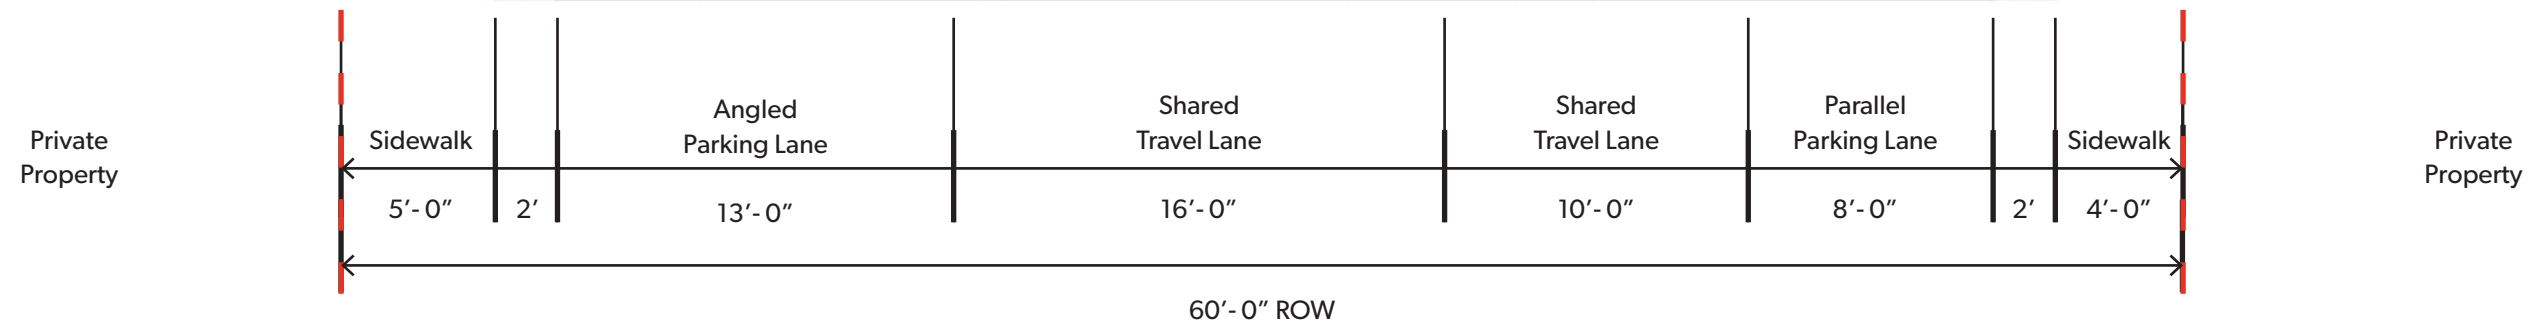 Private
Property
Sidewalk
Angled
Parking Lane
Shared
Travel Lane
Shared
Travel Lane
Parallel
Parking Lane
Sidewalk
Private
Property
5’-0”
2’
13’-0”
16’-0”
10’-0”
8’-0”
2’
4’-0”
60’-0” ROW